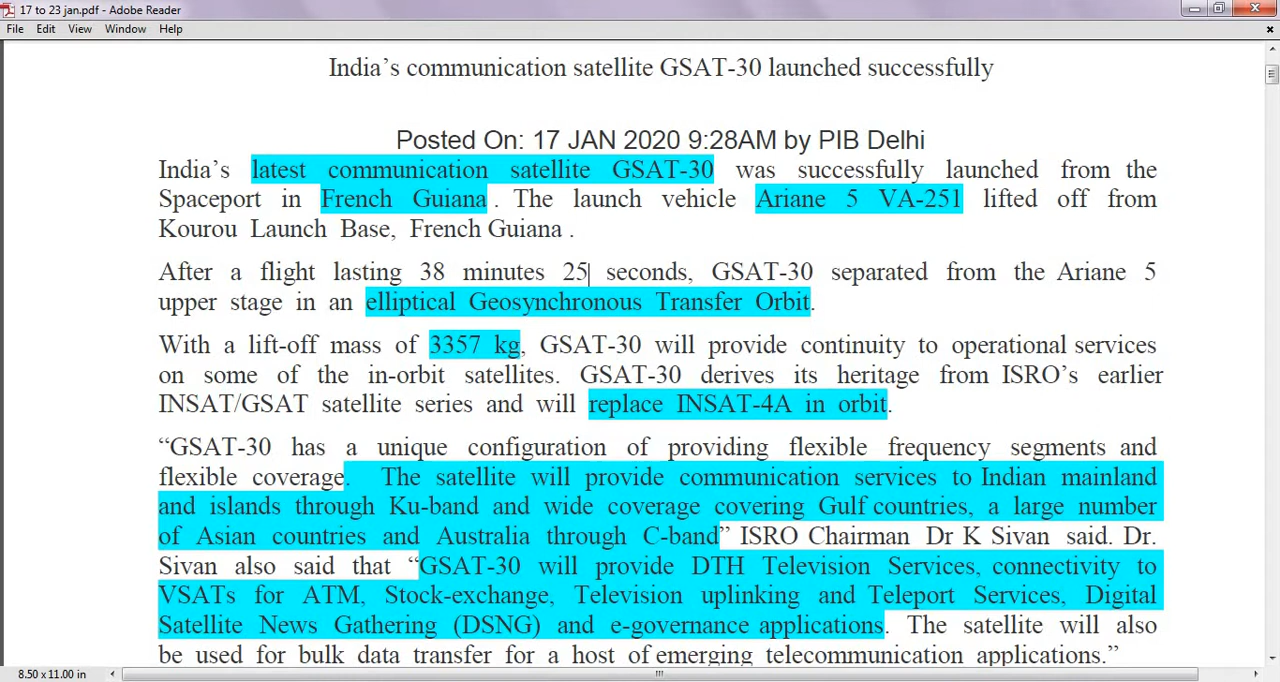 17 to 23 jan.pdf - Adobe Reader
File Edit View Window Help
India’s communication satellite GSAT-30 launched successfully
Posted On: 17 JAN 2020 9:28AM by PIB Delhi
India’s latest communication satellite GSAT-30 was successfully launched from the
Spaceport in French Guiana . The launch vehicle Ariane 5 VA-251 lifted off from
Kourou Launch Base, French Guiana .
After a flight lasting 38 minutes 25 seconds, GSAT-30 separated from the Ariane 5
upper stage in an elliptical Geosynchronous Transfer Orbit.
With a lift-off mass of 3357 kg, GSAT-30 will provide continuity to operational services
on some of the in-orbit satellites. GSAT-30 derives its heritage from ISRO’s earlier
INSAT/GSAT satellite series and will replace INSAT-4A in orbit.
“GSAT-30 has a unique configuration of providing flexible frequency segments and
flexible coverage. The satellite will provide communication services to Indian mainland
and islands through Ku-band and wide coverage covering Gulf countries, a large number
of Asian countries and Australia through C-band” ISRO Chairman Dr K Sivan said. Dr.
Sivan also said that “GSAT-30 will provide DTH Television Services, connectivity to
VSATs for ATM, Stock-exchange, Television uplinking and Teleport Services, Digital
Satellite News Gathering (DSNG) and e-governance applications. The satellite will also
be used for bulk data transfer for a host of emerging telecommunication applications.”
8.50 x 11.00 in